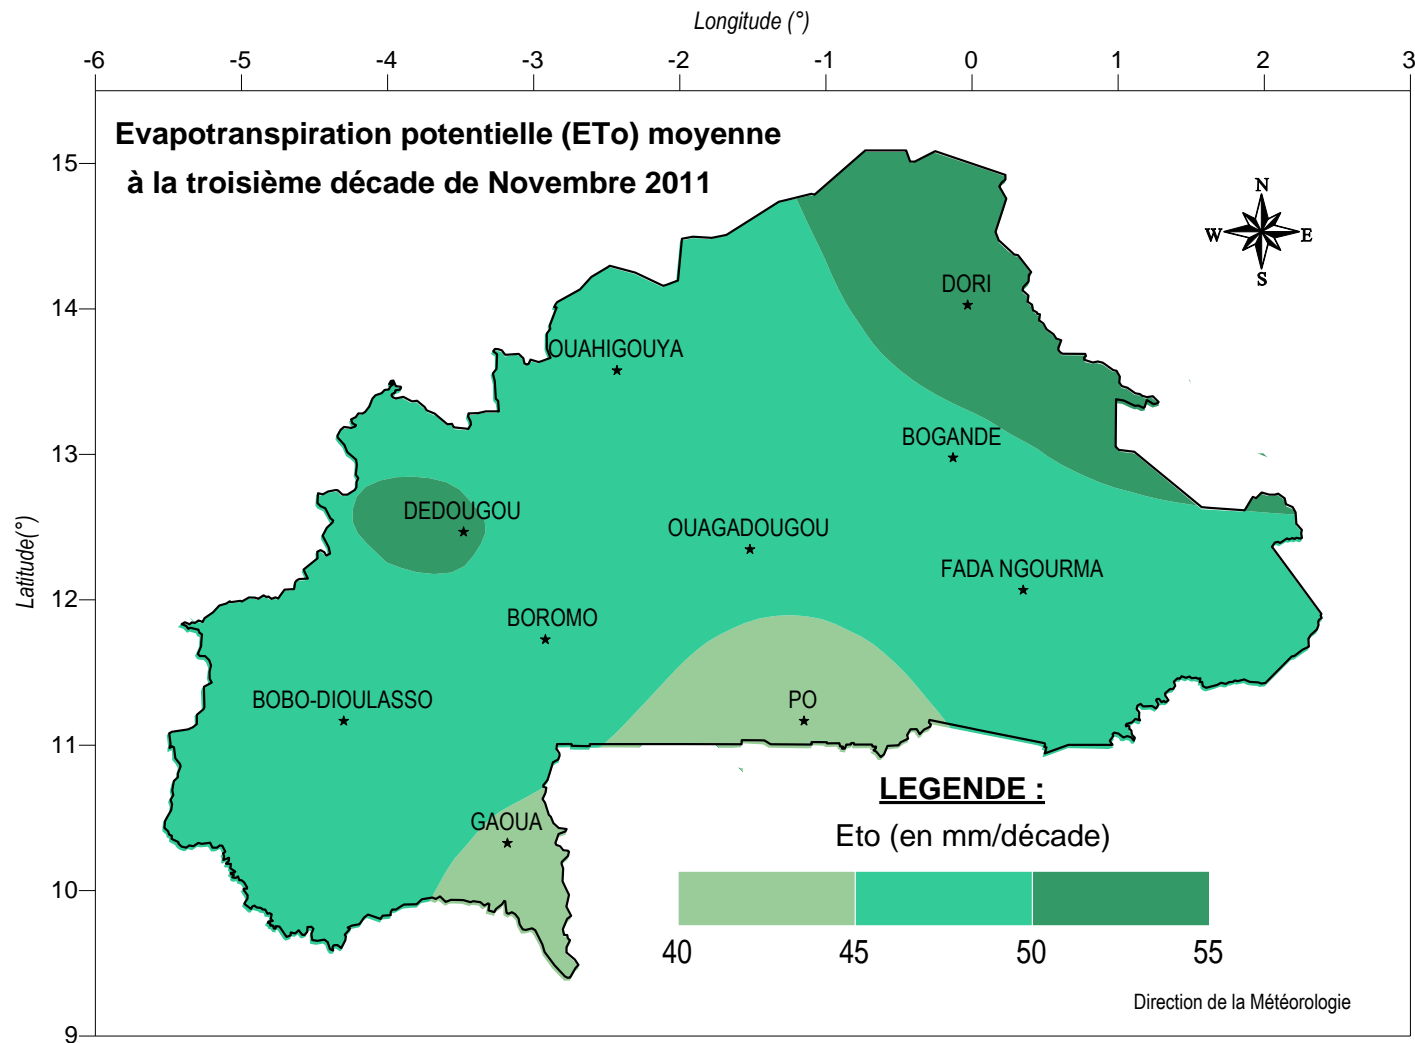 Longitude (°)
-6 -5 -4 -3 -2 -1 0 1 2 3
Evapotranspiration potentielle (ETo) moyenne
à la troisième décade de Novembre 2011
15
14
13
12
11
10
9
Latitude(°)
N
W E
S
DORI
OUAHIGOUYA
BOGANDE
DEDOUGOU
OUAGADOUGOU
FADA NGOURMA
BOROMO
BOBO-DIOULASSO
PO
GAOUA
LEGENDE :
Eto (en mm/décade)
40 45 50 55
Direction de la Météorologie